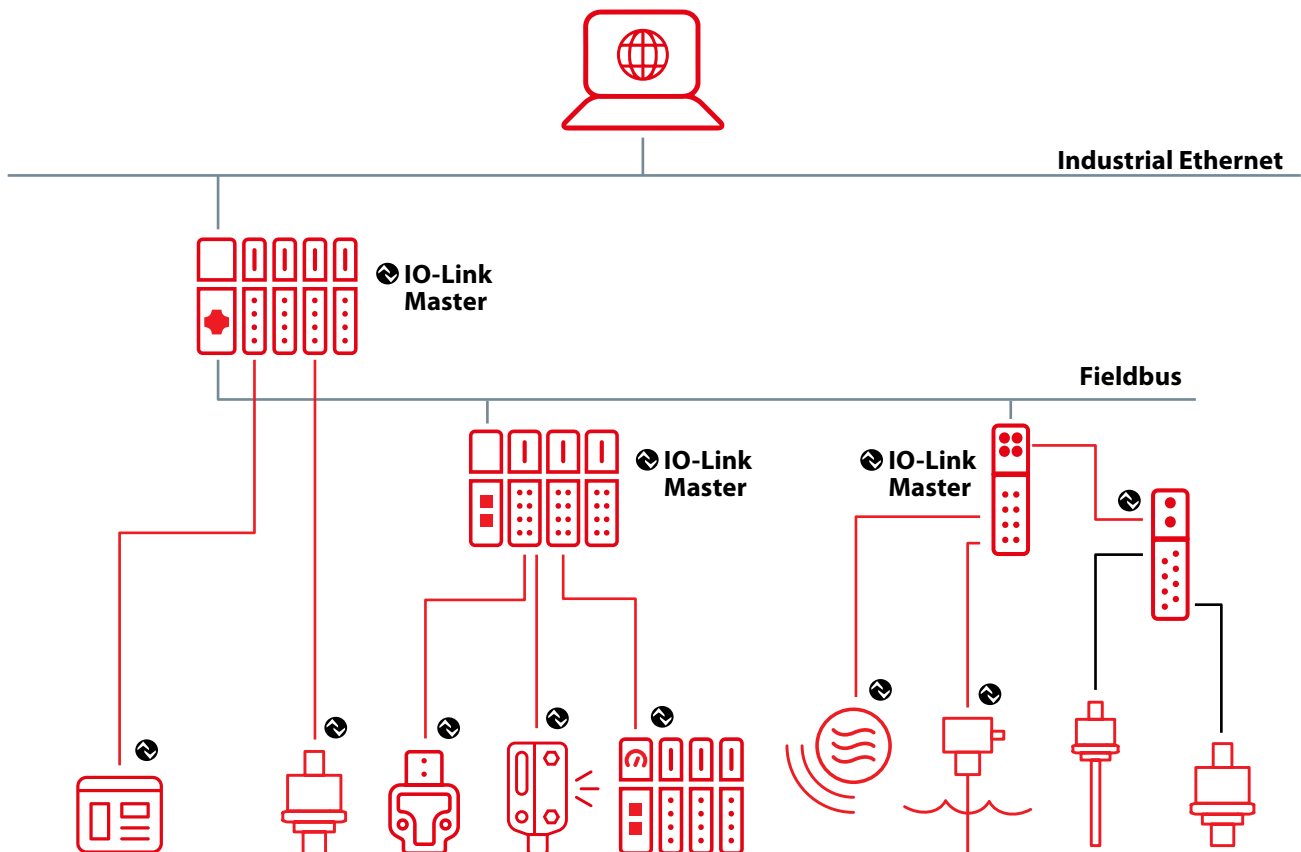 Industrial Ethernet
IO-Link
Master
Fieldbus
IO-Link
Master
IO-Link
Master